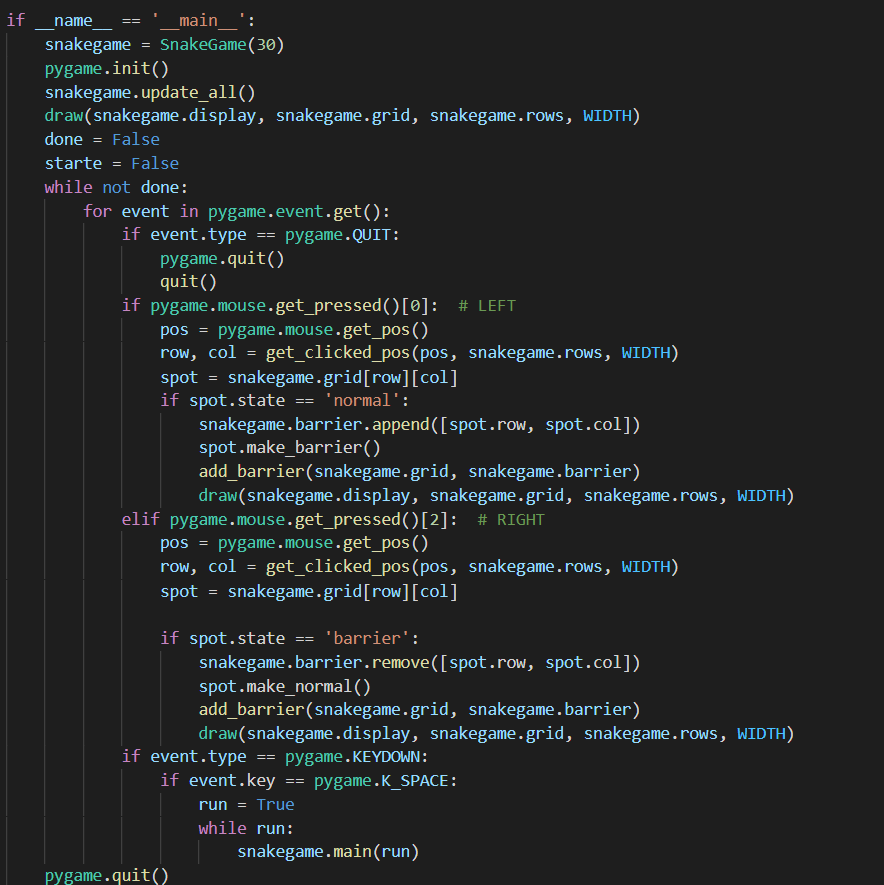 if __name__ == '__main__':
    snakegame = SnakeGame(30)
    pygame.init()
    snakegame.update_all()
    draw(snakegame.display, snakegame.grid, snakegame.rows, WIDTH)
    done = False
    starte = False
    while not done:
        for event in pygame.event.get():
            if event.type == pygame.QUIT:
                pygame.quit()
                quit()
            if pygame.mouse.get_pressed()[0]:  # LEFT
                pos = pygame.mouse.get_pos()
                row, col = get_clicked_pos(pos, snakegame.rows, WIDTH)
                spot = snakegame.grid[row][col]
                if spot.state == 'normal':
                    snakegame.barrier.append([spot.row, spot.col])
                    spot.make_barrier()
                    add_barrier(snakegame.grid, snakegame.barrier)
                    draw(snakegame.display, snakegame.grid, snakegame.rows, WIDTH)
            elif pygame.mouse.get_pressed()[2]:  # RIGHT
                pos = pygame.mouse.get_pos()
                row, col = get_clicked_pos(pos, snakegame.rows, WIDTH)
                spot = snakegame.grid[row][col]

                if spot.state == 'barrier':
                    snakegame.barrier.remove([spot.row, spot.col])
                    spot.make_normal()
                    add_barrier(snakegame.grid, snakegame.barrier)
                    draw(snakegame.display, snakegame.grid, snakegame.rows, WIDTH)
            if event.type == pygame.KEYDOWN:
                if event.key == pygame.K_SPACE:
                    run = True
                    while run:
                        snakegame.main(run)
    pygame.quit()